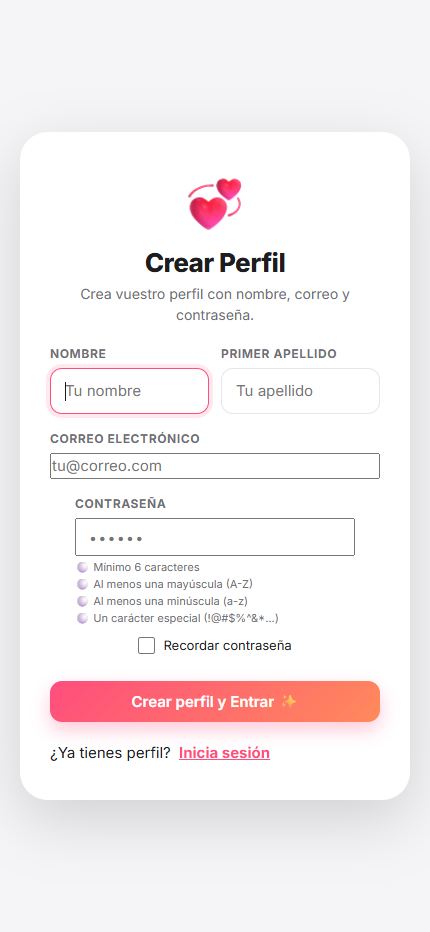 Crear Perfil
Crea vuestro perfil con nombre, correo y
contraseña.
NOMBRE
PRIMER APELLIDO
Tu nombre
Tu apellido
CORREO ELECTRÓNICO
tu@correo.com
CONTRASEÑA
••••••
Mínimo 6 caracteres
Al menos una mayúscula (A-Z)
Al menos una minúscula (a-z)
Un carácter especial (!@#$%^&*...)
Recordar contraseña
Crear perfil y Entrar ✨
¿Ya tienes perfil? Inicia sesión